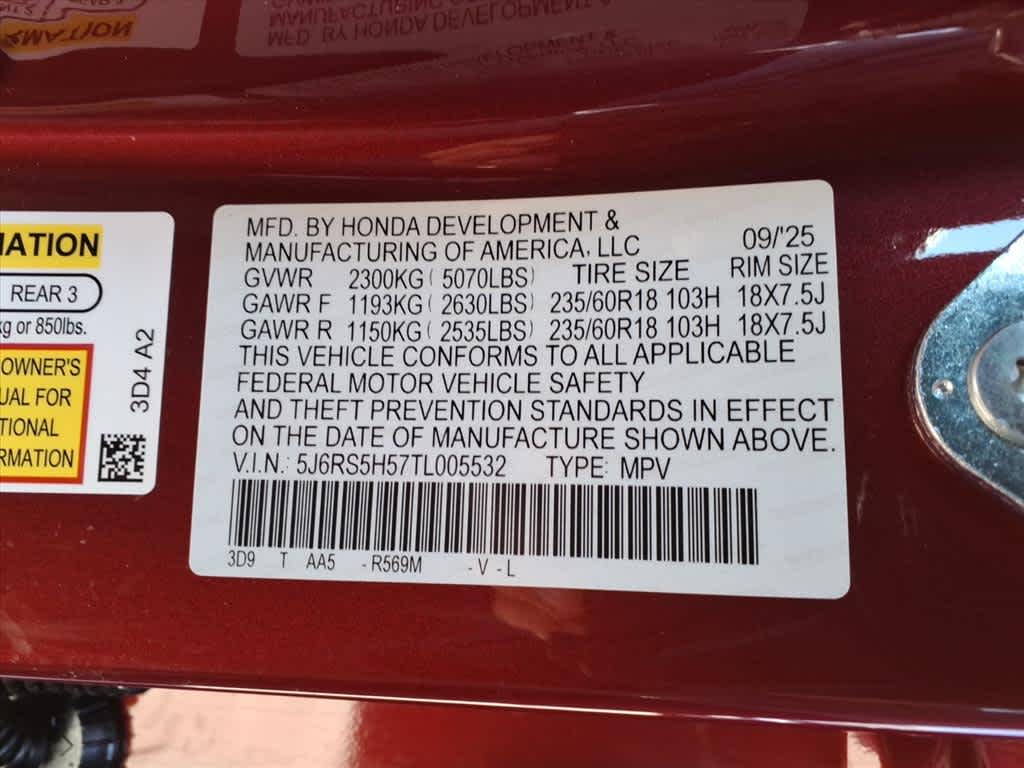 MFD. BY HONDA DEVELOPMENT &
MANUFACTURING OF AMERICA, LLC 09/'25
GVWR 2300KG ( 5070LBS) TIRE SIZE RIM SIZE
GAWR F 1193KG ( 2630LBS) 235/60R18 103H 18X7.5J
GAWR R 1150KG ( 2535LBS) 235/60R18 103H 18X7.5J
THIS VEHICLE CONFORMS TO ALL APPLICABLE
FEDERAL MOTOR VEHICLE SAFETY
AND THEFT PREVENTION STANDARDS IN EFFECT
ON THE DATE OF MANUFACTURE SHOWN ABOVE.
V.I.N.: 5J6RS5H57TL005532 TYPE: MPV
3D9 T AA5 -R569M -V -L
MATION
REAR 3
kg or 850lbs.
OWNER'S
UAL FOR
TIONAL
RMATION
3D4 A2